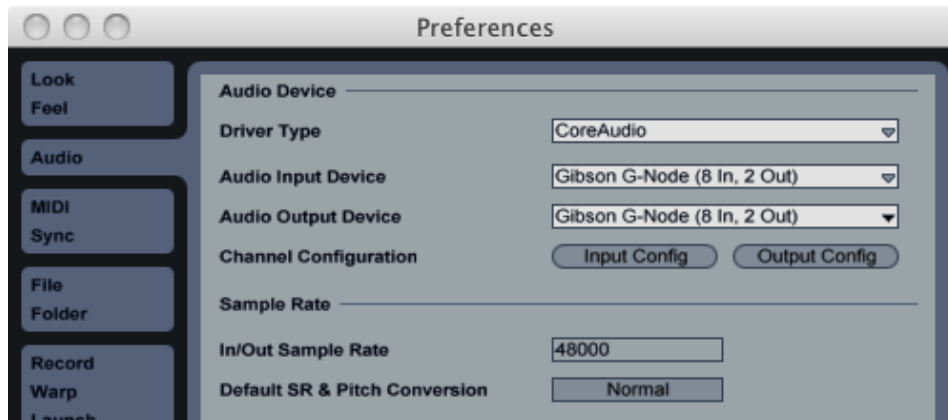 Preferences
Look
Feel
Audio
MIDI
Sync
File
Folder
Record
Warp
Launch
Audio Device
Driver Type CoreAudio
Audio Input Device Gibson G-Node (8 In, 2 Out)
Audio Output Device Gibson G-Node (8 In, 2 Out)
Channel Configuration Input Config Output Config
Sample Rate
In/Out Sample Rate 48000
Default SR & Pitch Conversion Normal